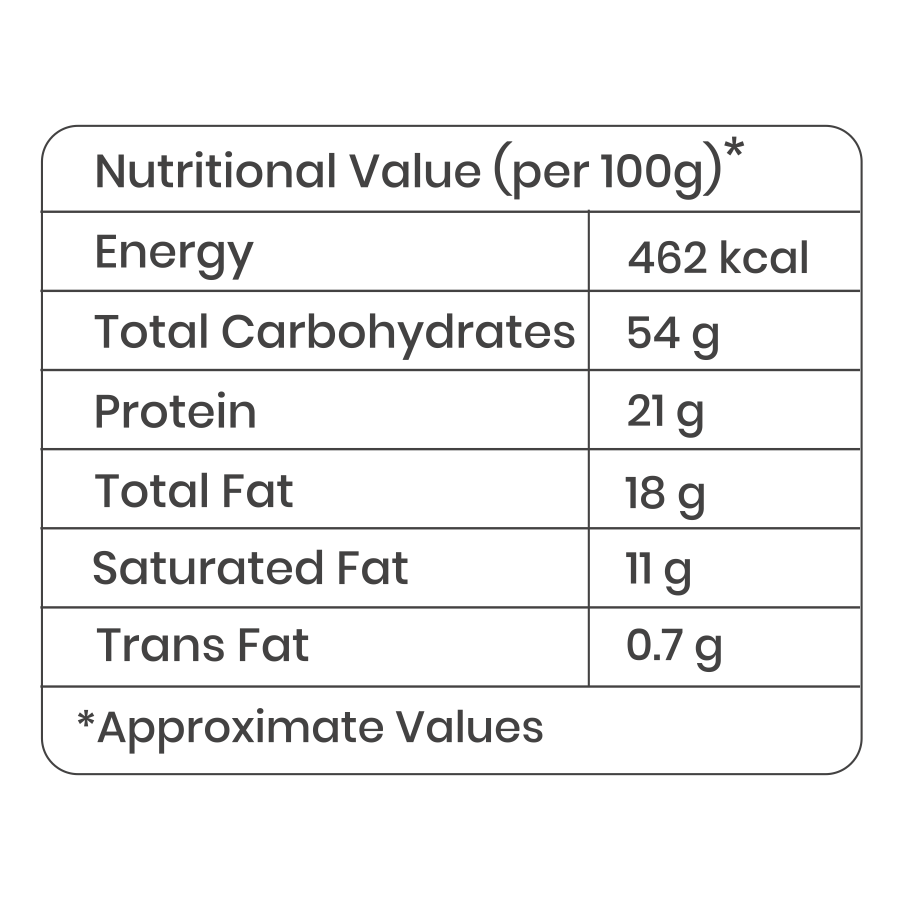 Nutritional Value (per 100g)*
Energy 462 kcal
Total Carbohydrates 54 g
Protein 21 g
Total Fat 18 g
Saturated Fat 11 g
Trans Fat 0.7 g
*Approximate Values